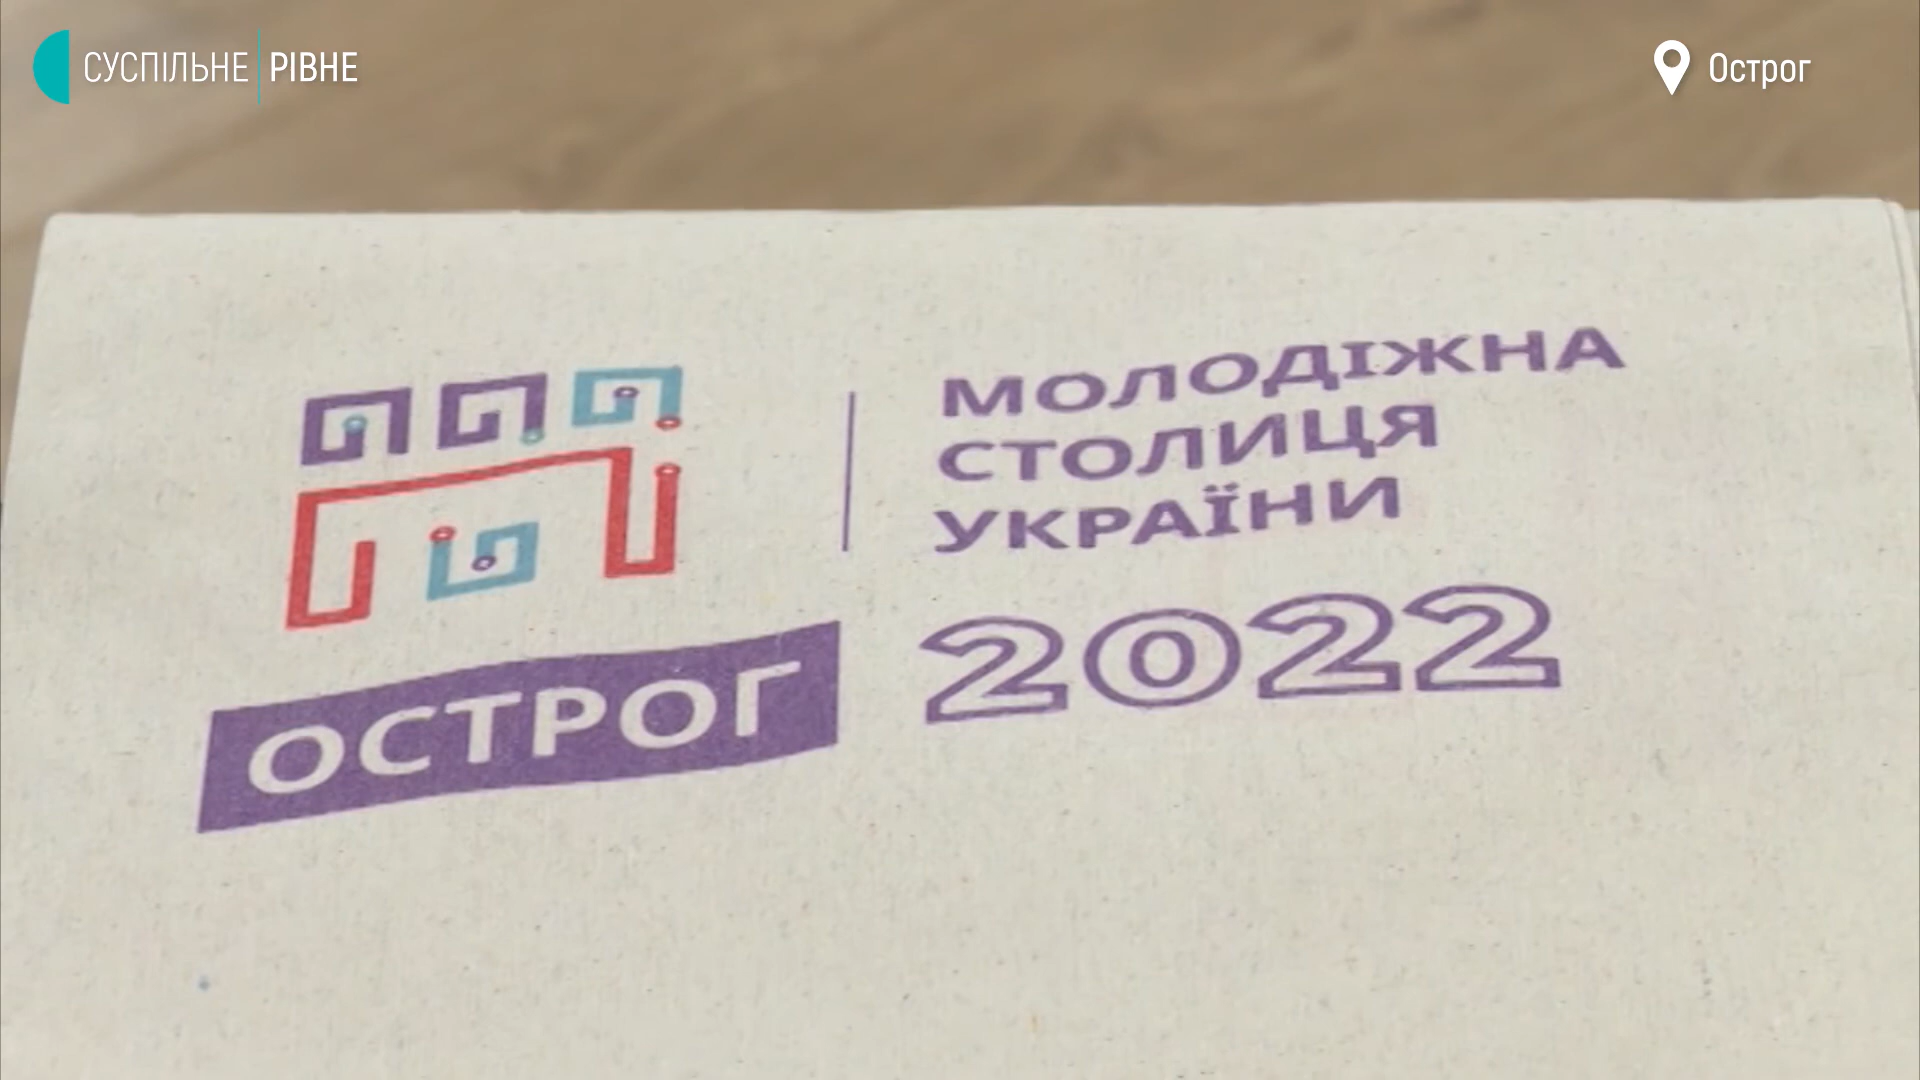 СУСПІЛЬНЕ РІВНЕ
Острог
МОЛОДІЖНА
СТОЛИЦЯ
УКРАЇНИ
ОСТРОГ
2022